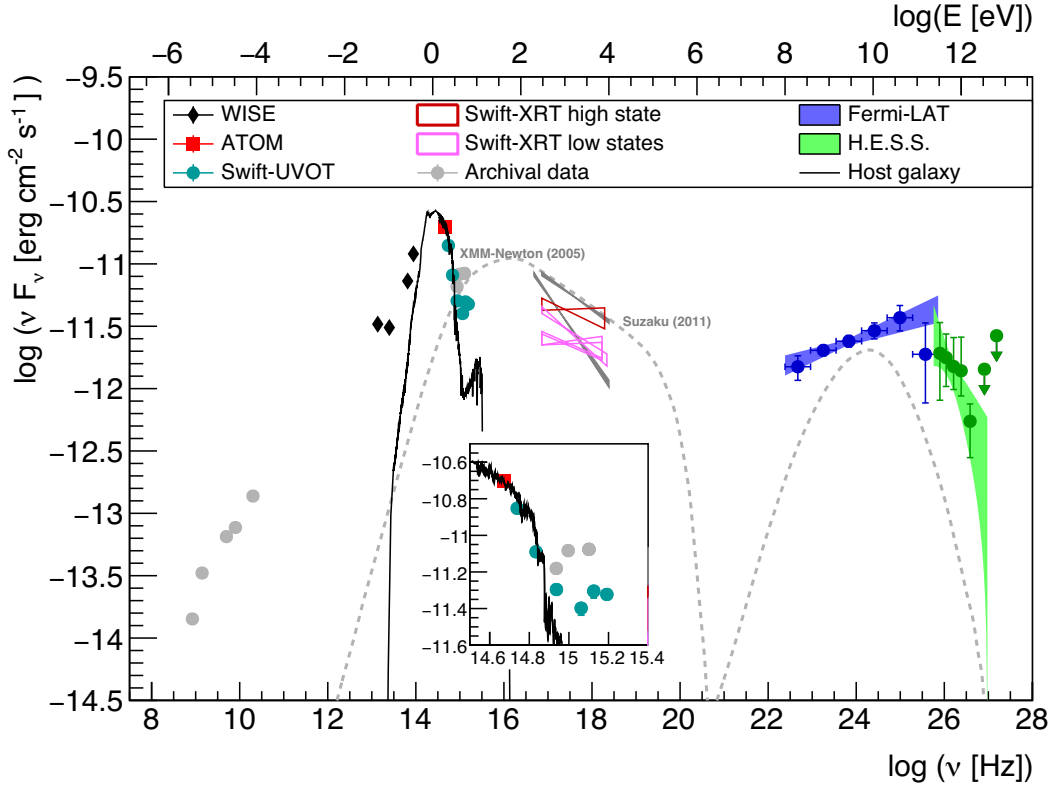 log(E [eV])
−6 −4 −2 0 2 4 6 8 10 12
log (ν Fν [erg cm-2 s-1])
−9.5
−10
−10.5
−11
−11.5
−12
−12.5
−13
−13.5
−14
−14.5
WISE Swift-XRT high state Fermi-LAT
ATOM Swift-XRT low states H.E.S.S.
Swift-UVOT Archival data Host galaxy
XMM-Newton (2005)
Suzaku (2011)
−10.6
−10.8
−11
−11.2
−11.4
−11.6
14.6 14.8 15 15.2 15.4
8 10 12 14 16 18 20 22 24 26 28
log (ν [Hz])